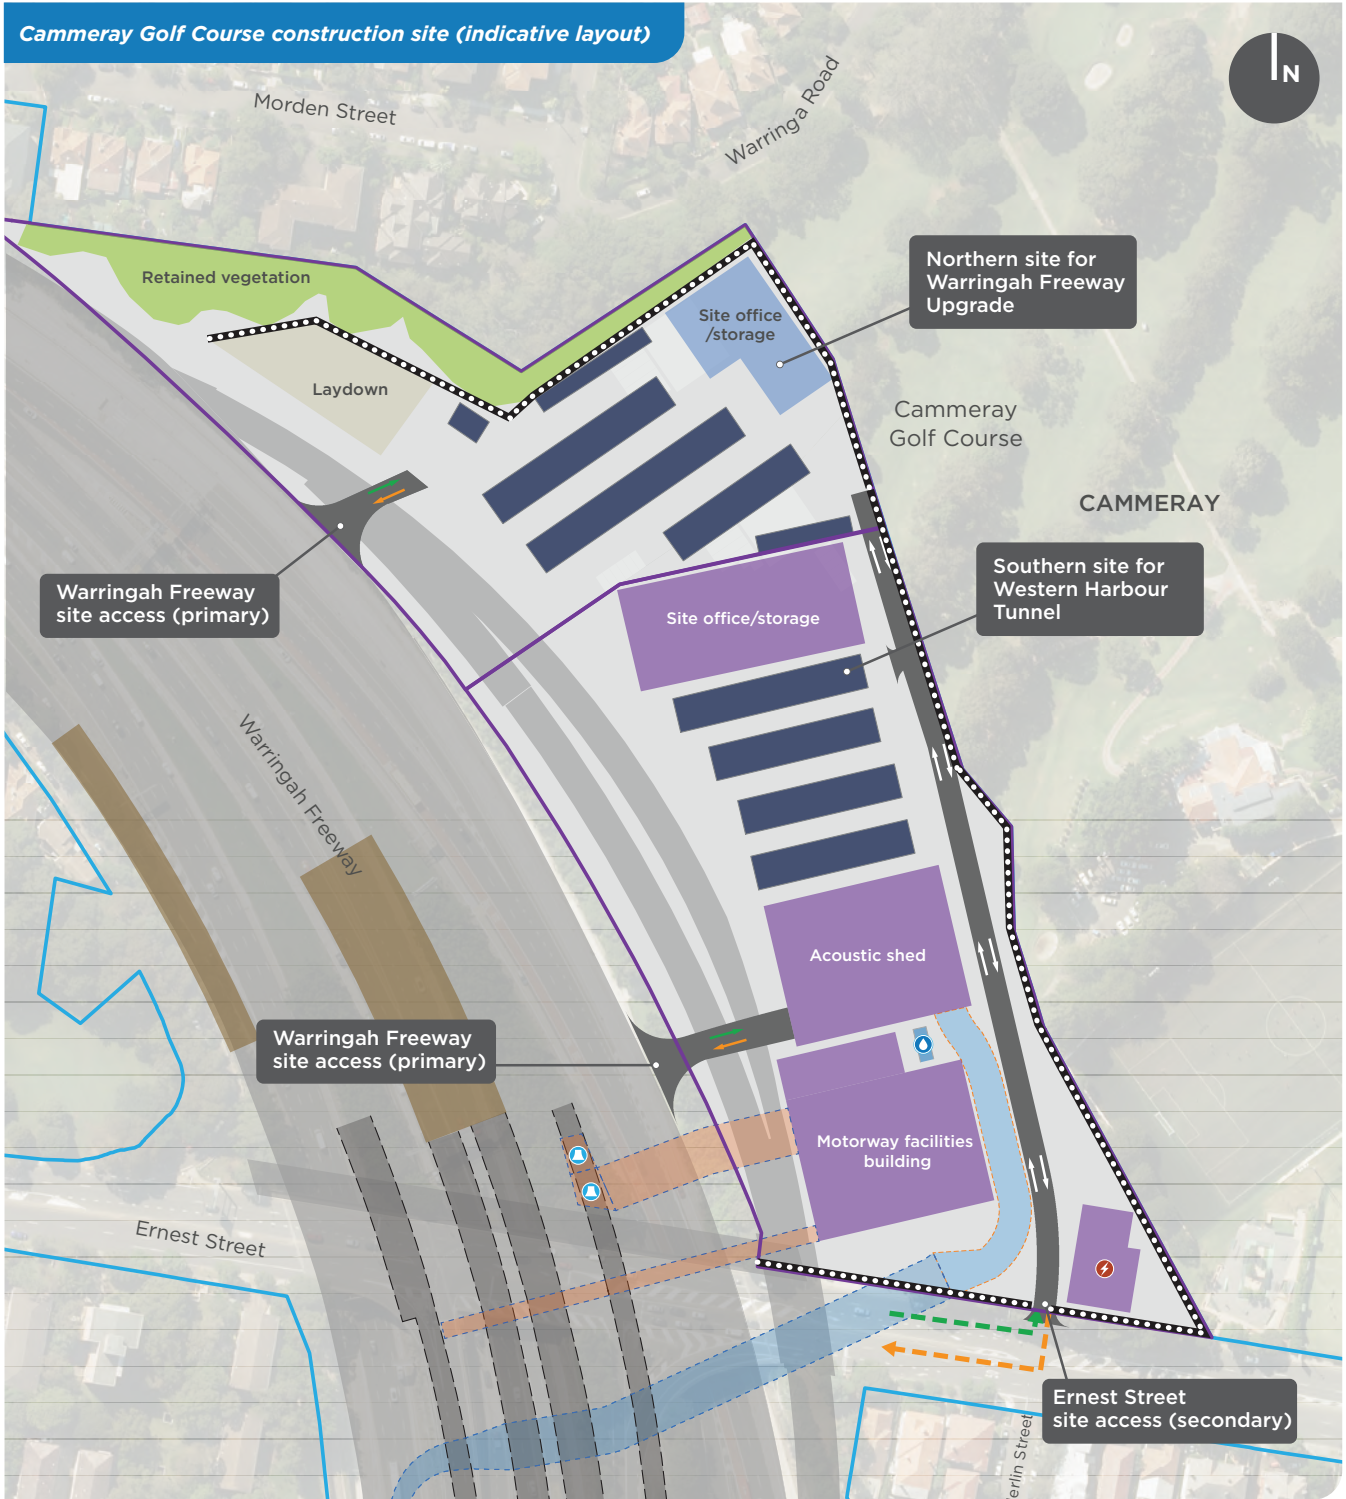 Cammeray Golf Course construction site (indicative layout)
N
Morden Street
Warringa Road
Retained vegetation
Northern site for
Warringah Freeway
Upgrade
Site office
/storage
Laydown
Cammeray
Golf Course
CAMMERAY
Southern site for
Western Harbour
Tunnel
Warringah Freeway
site access (primary)
Site office/storage
Warringah Freeway
Acoustic shed
Warringah Freeway
site access (primary)
Motorway facilities
building
Ernest Street
Ernest Street
site access (secondary)
erlin Street